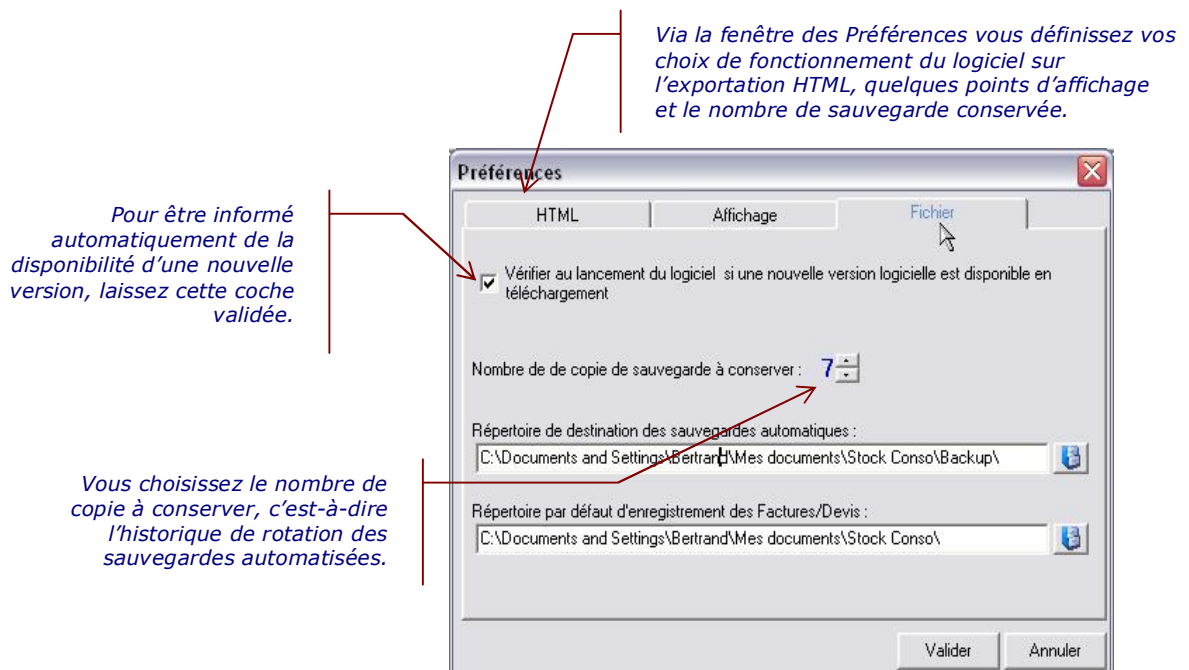 Via la fenêtre des Préférences vous définissez vos
choix de fonctionnement du logiciel sur
l'exportation HTML, quelques points d'affichage
et le nombre de sauvegarde conservée.
Préférences
HTML
Affichage
Fichier
Pour être informé
automatiquement de la
disponibilité d'une nouvelle
version, laissez cette coche
validée.
Vérifier au lancement du logiciel si une nouvelle version logicielle est disponible en
téléchargement
Nombre de de copie de sauvegarde à conserver : 7
Répertoire de destination des sauvegardes automatiques :
C:\Documents and Settings\Bertrand\Mes documents\Stock Conso\Backup\
Vous choisissez le nombre de
copie à conserver, c'est-à-dire
l'historique de rotation des
sauvegardes automatisées.
Répertoire par défaut d'enregistrement des Factures/Devis :
C:\Documents and Settings\Bertrand\Mes documents\Stock Conso\
Valider
Annuler